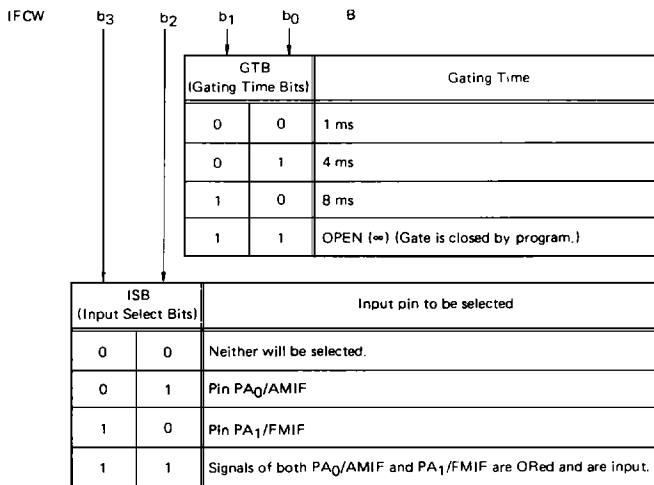 IFCW b3 b2 b1 b0 B
GTB
(Gating Time Bits)
Gating Time
0 0 1 ms
0 1 4 ms
1 0 8 ms
1 1 OPEN (∞) (Gate is closed by program.)
ISB
(Input Select Bits)
Input pin to be selected
0 0 Neither will be selected.
0 1 Pin PA0/AMIF
1 0 Pin PA1/FMIF
1 1 Signals of both PA0/AMIF and PA1/FMIF are ORed and are input.